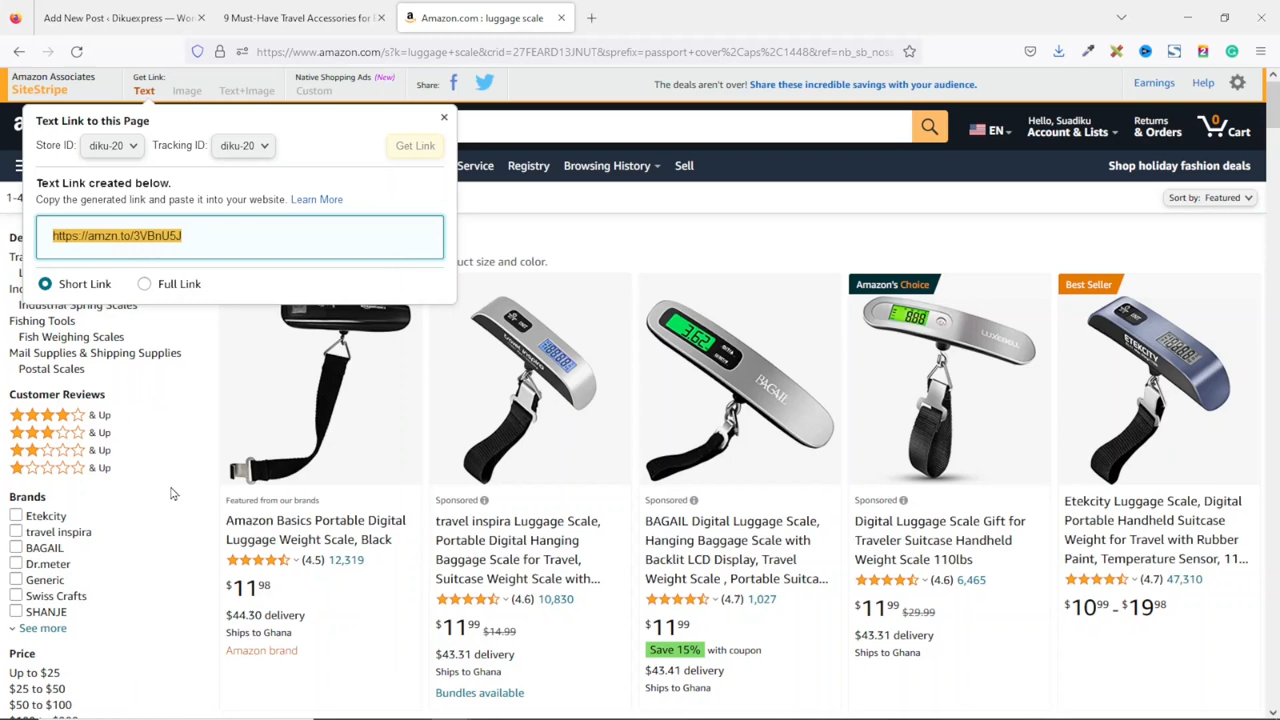 Add New Post ‹ Dikuexpress — Wor
9 Must-Have Travel Accessories for
Amazon.com : luggage scale
https://www.amazon.com/s?k=luggage+scale&crid=27FEARD13JNUT&sprefix=passport+cover%2Caps%2C1448&ref=nb_sb_noss
Amazon Associates
SiteStripe
Get Link:
Text
Image
Text+Image
Native Shopping Ads (New)
Custom
Share:
The deals aren't over! Share these incredible savings with your audience.
Earnings
Help
Text Link to this Page
Store ID: diku-20 Tracking ID: diku-20 Get Link
Text Link created below.
Copy the generated link and paste it into your website. Learn More
https://amzn.to/3VBnU5J
Short Link Full Link
EN
Hello, Suadiku
Account & Lists
Returns
& Orders
0
Cart
Service Registry Browsing History Sell
Shop holiday fashion deals
1-4
Sort by: Featured
De
Tra
L
Ind
uct size and color.
Industrial Spring Scales
Fishing Tools
Fish Weighing Scales
Mail Supplies & Shipping Supplies
Postal Scales
Customer Reviews
& Up
& Up
& Up
& Up
Brands
Etekcity
travel inspira
BAGAIL
Dr.meter
Generic
Swiss Crafts
SHANJE
See more
Price
Up to $25
$25 to $50
$50 to $100
Featured from our brands
Amazon Basics Portable Digital
Luggage Weight Scale, Black
(4.5) 12,319
$11 98
$44.30 delivery
Ships to Ghana
Amazon brand
travel inspira
Sponsored
travel inspira Luggage Scale,
Portable Digital Hanging
Baggage Scale for Travel,
Suitcase Weight Scale with...
(4.6) 10,830
$11 99 $14.99
$43.31 delivery
Ships to Ghana
Bundles available
BAGAIL
Sponsored
BAGAIL Digital Luggage Scale,
Hanging Baggage Scale with
Backlit LCD Display, Travel
Weight Scale , Portable Suitca...
(4.7) 1,027
$11 99
Save 15% with coupon
$43.41 delivery
Ships to Ghana
Amazon's Choice
LUXEBELL
Sponsored
Digital Luggage Scale Gift for
Traveler Suitcase Handheld
Weight Scale 110lbs
(4.6) 6,465
$11 99 $29.99
$43.31 delivery
Ships to Ghana
Best Seller
ETEKCITY
Etekcity Luggage Scale, Digital
Portable Handheld Suitcase
Weight for Travel with Rubber
Paint, Temperature Sensor, 11...
(4.7) 47,310
$10 99 - $19 98